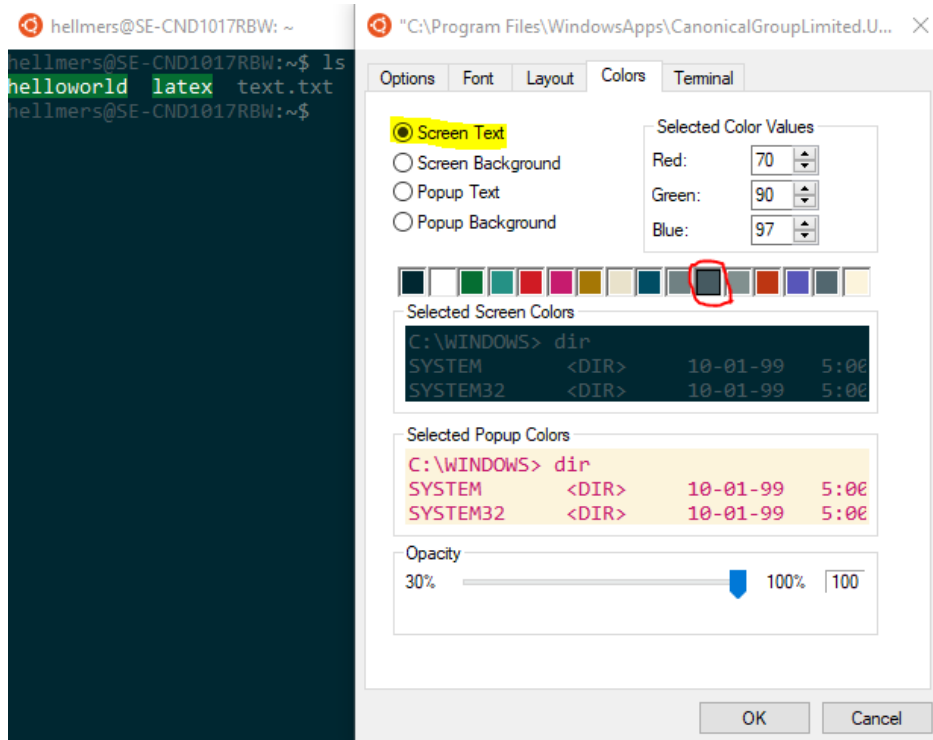 hellmers@SE-CND1017RBW: ~
hellmers@SE-CND1017RBW:~$ ls
helloworld latex text.txt
hellmers@SE-CND1017RBW:~$
"C:\Program Files\WindowsApps\CanonicalGroupLimited.U...
Options Font Layout Colors Terminal
Screen Text
Screen Background
Popup Text
Popup Background
Selected Color Values
Red: 70
Green: 90
Blue: 97
Selected Screen Colors
C:\WINDOWS> dir
SYSTEM <DIR> 10-01-99 5:00
SYSTEM32 <DIR> 10-01-99 5:00
Selected Popup Colors
C:\WINDOWS> dir
SYSTEM <DIR> 10-01-99 5:00
SYSTEM32 <DIR> 10-01-99 5:00
Opacity
30% 100% 100
OK Cancel